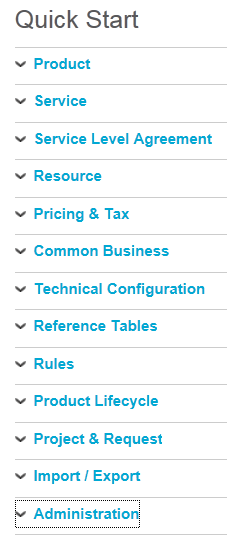 Quick Start
Product
Service
Service Level Agreement
Resource
Pricing & Tax
Common Business
Technical Configuration
Reference Tables
Rules
Product Lifecycle
Project & Request
Import / Export
Administration